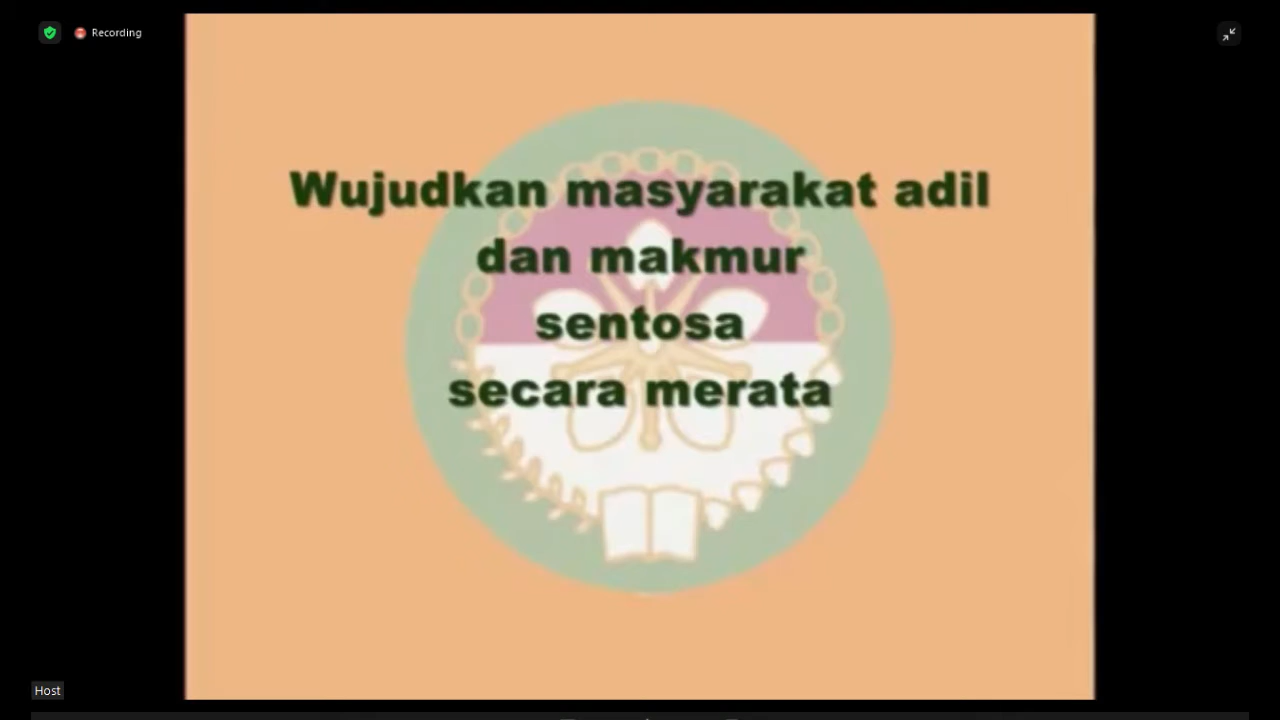 Recording
Wujudkan masyarakat adil
dan makmur
sentosa
secara merata
Host